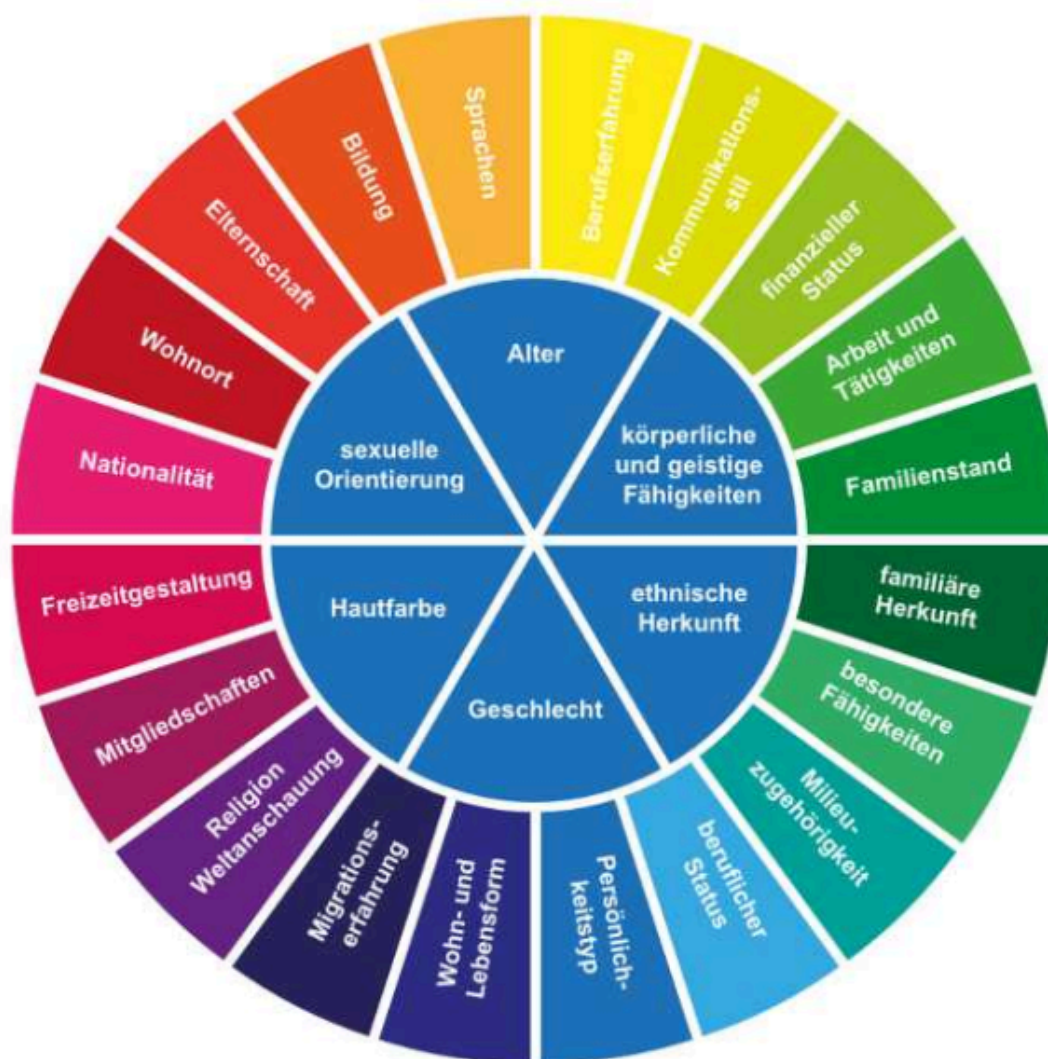 Berufserfahrung
Kommunikations-
stil
finanzieller
Status
Arbeit und
Tätigkeiten
Familienstand
familiäre
Herkunft
besondere
Fähigkeiten
Milieu-
zugehörigkeit
beruflicher
Status
Persönlich-
keitstyp
Wohn- und
Lebensform
Migrations-
erfahrung
Religion
Weltanschauung
Mitgliedschaften
Freizeitgestaltung
Nationalität
Wohnort
Elternschaft
Bildung
Sprachen
Alter
körperliche
und geistige
Fähigkeiten
ethnische
Herkunft
Geschlecht
Hautfarbe
sexuelle
Orientierung